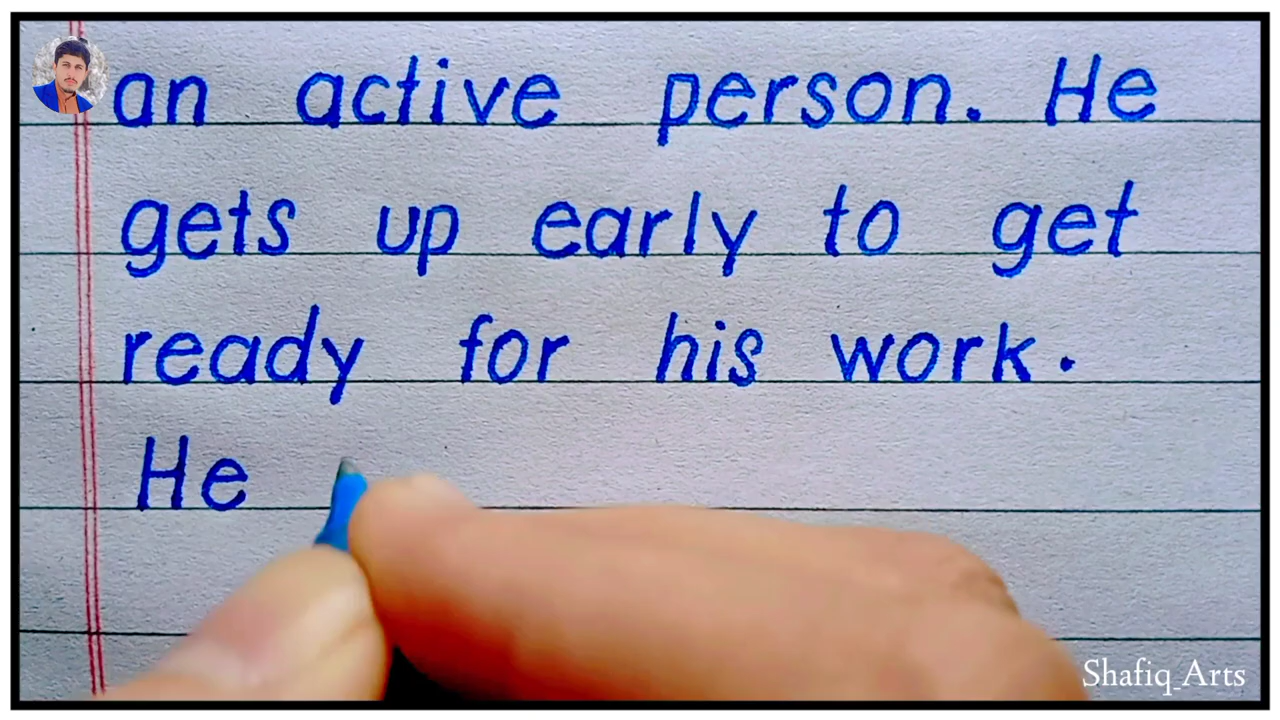 an active person. He
gets up early to get
ready for his work.
He
Shafiq_Arts